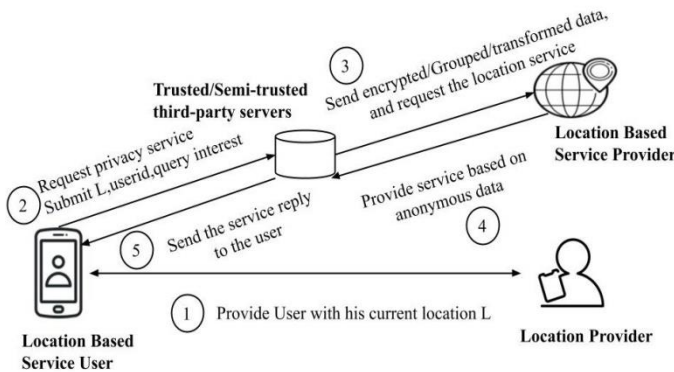 3
Send encrypted/Grouped/transformed data,
and request the location service
Trusted/Semi-trusted
third-party servers
Location Based
Service Provider
2
Request privacy service
Submit L,userid,query interest
Provide service based on
anonymous data
4
5
Send the service reply
to the user
1
Provide User with his current location L
Location Based
Service User
Location Provider